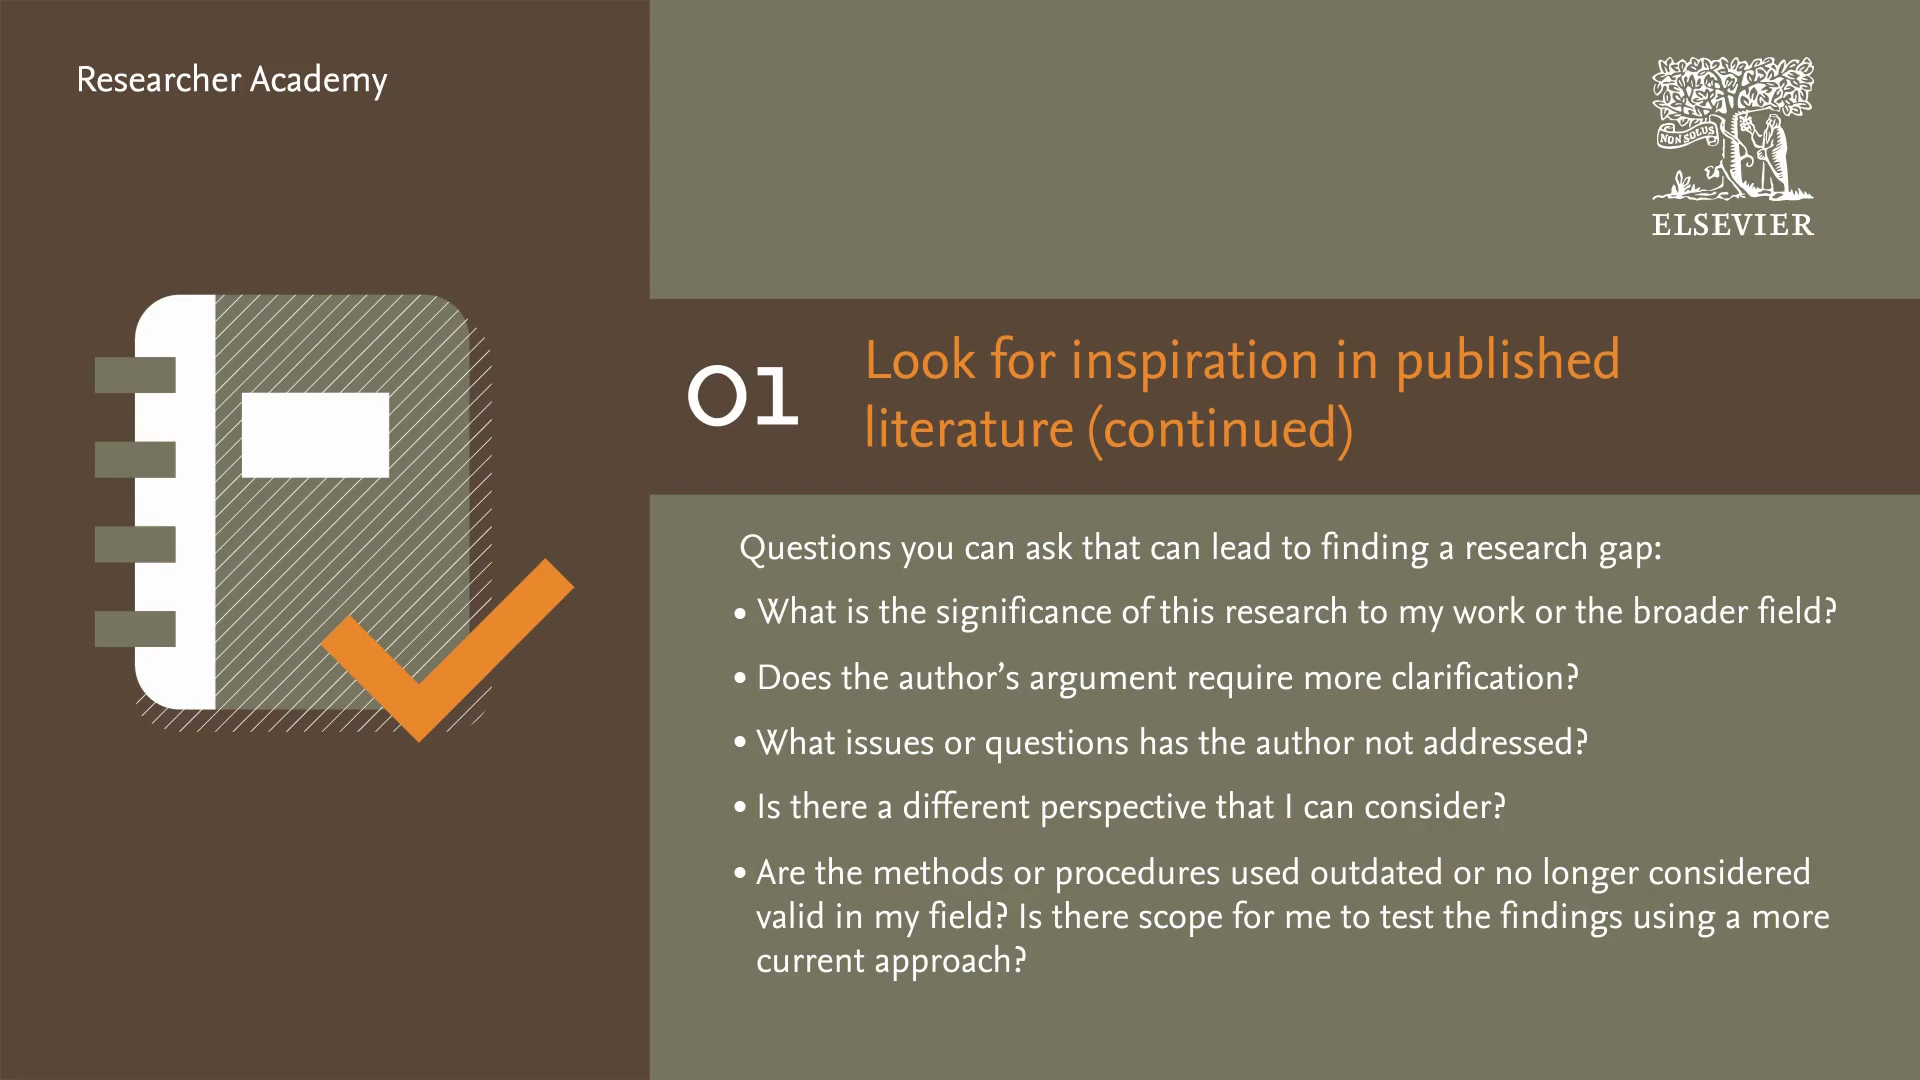 Researcher Academy
NON SOLUS
ELSEVIER
01
Look for inspiration in published
literature (continued)
Questions you can ask that can lead to finding a research gap:
• What is the significance of this research to my work or the broader field?
• Does the author’s argument require more clarification?
• What issues or questions has the author not addressed?
• Is there a different perspective that I can consider?
• Are the methods or procedures used outdated or no longer considered
valid in my field? Is there scope for me to test the findings using a more
current approach?